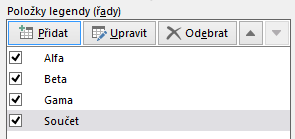 Položky legendy (řady)
Přidat Upravit Odebrat
Alfa
Beta
Gama
Součet